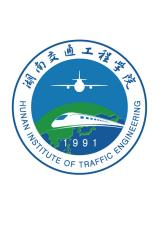 湖南交通工程学院
1991
HUNAN INSTITUTE OF TRAFFIC ENGINEERING